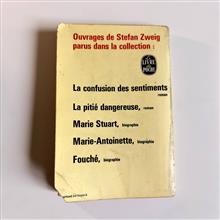 Ouvrages de Stefan Zweig
parus dans la collection :
LE LIVRE
DE POCHE
La confusion des sentiments
roman
La pitié dangereuse, roman
Marie Stuart, biographie
Marie-Antoinette, biographie
Fouché, biographie